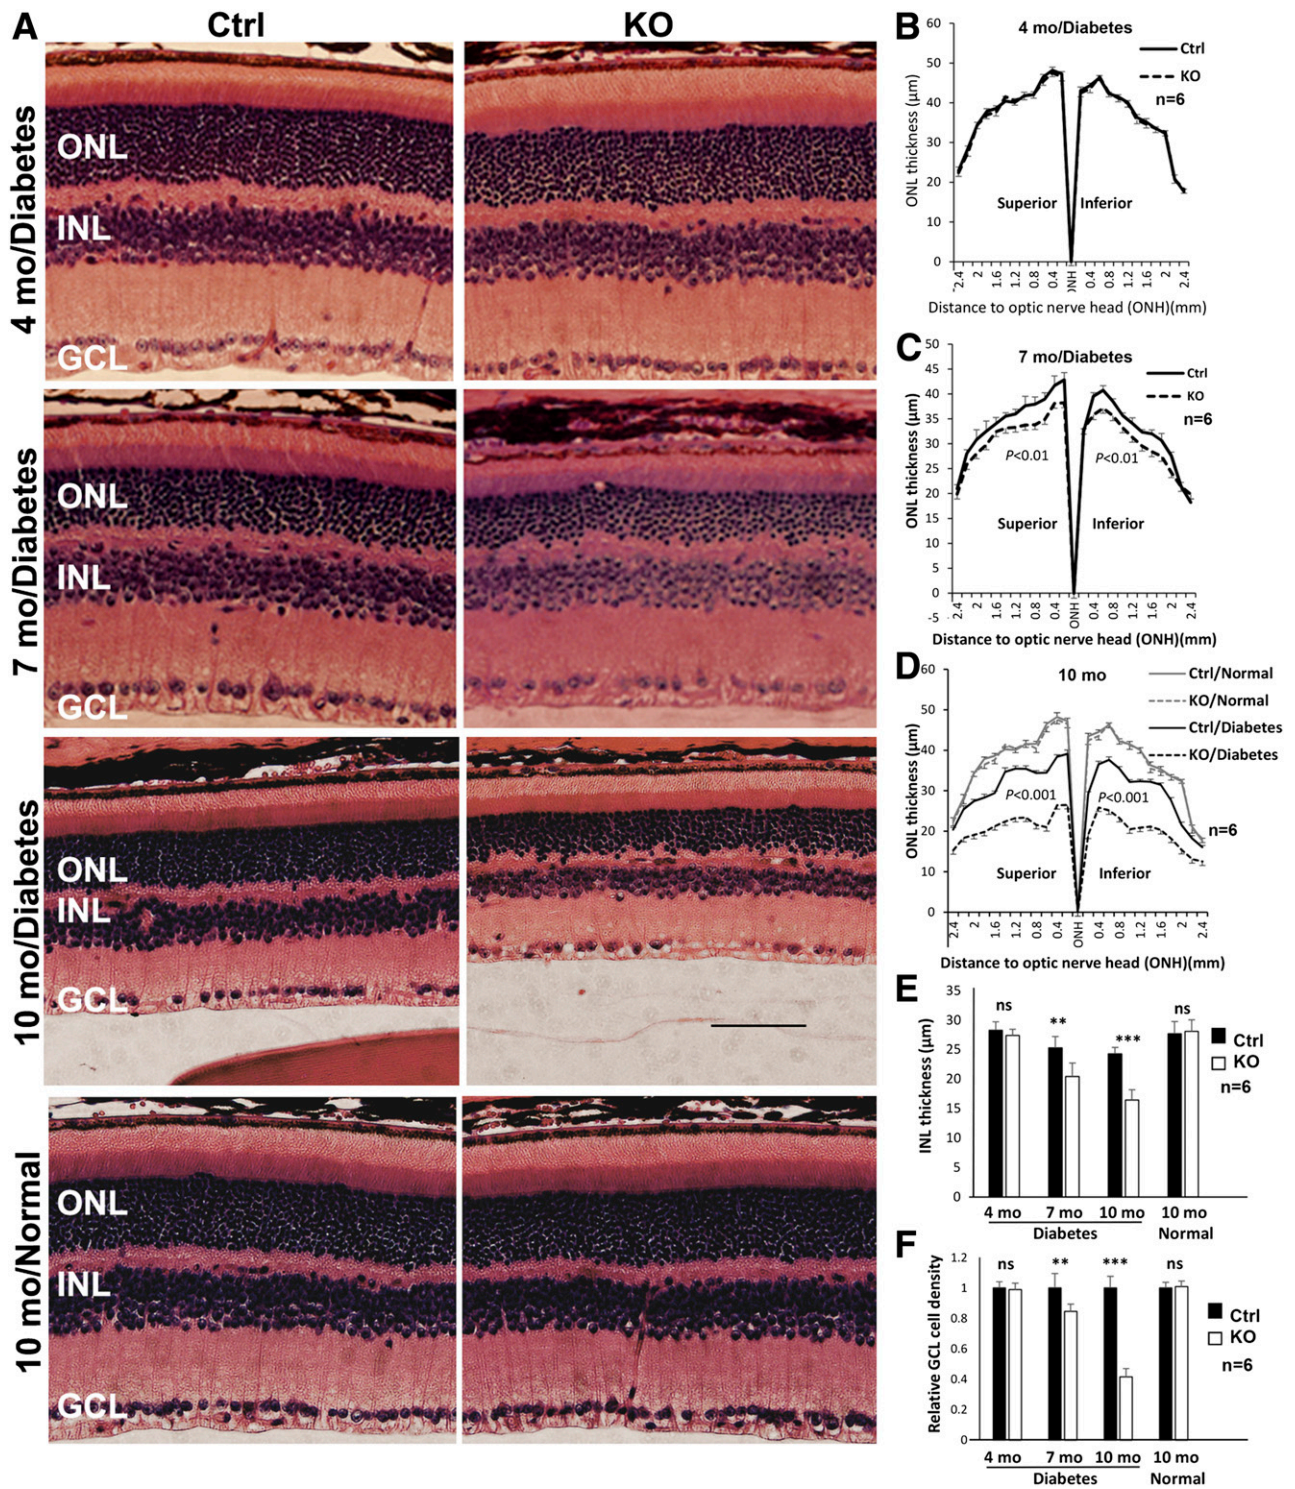 A
Ctrl
KO
4 mo/Diabetes
ONL
INL
GCL
7 mo/Diabetes
ONL
INL
GCL
10 mo/Diabetes
ONL
INL
GCL
10 mo/Normal
ONL
INL
GCL
B
4 mo/Diabetes
Ctrl
KO
n=6
ONL thickness (μm)
60
50
40
30
20
10
0
Superior
Inferior
2.4 2 1.6 1.2 0.8 0.4 ONH 0.4 0.8 1.2 1.6 2 2.4
Distance to optic nerve head (ONH)(mm)
C
7 mo/Diabetes
Ctrl
KO
n=6
ONL thickness (μm)
50
45
40
35
30
25
20
15
10
5
0
-5
P<0.01
P<0.01
Superior
Inferior
2.4 2 1.6 1.2 0.8 0.4 ONH 0.4 0.8 1.2 1.6 2 2.4
Distance to optic nerve head (ONH)(mm)
D
10 mo
Ctrl/Normal
KO/Normal
Ctrl/Diabetes
KO/Diabetes
n=6
ONL thickness (μm)
60
50
40
30
20
10
0
P<0.001
P<0.001
Superior
Inferior
2.4 2 1.6 1.2 0.8 0.4 ONH 0.4 0.8 1.2 1.6 2 2.4
Distance to optic nerve head (ONH)(mm)
E
INL thickness (μm)
35
30
25
20
15
10
5
0
ns
**
***
ns
Ctrl
KO
n=6
4 mo 7 mo 10 mo 10 mo
Diabetes Normal
F
Relative GCL cell density
1.2
1
0.8
0.6
0.4
0.2
0
ns
**
***
ns
Ctrl
KO
n=6
4 mo 7 mo 10 mo 10 mo
Diabetes Normal